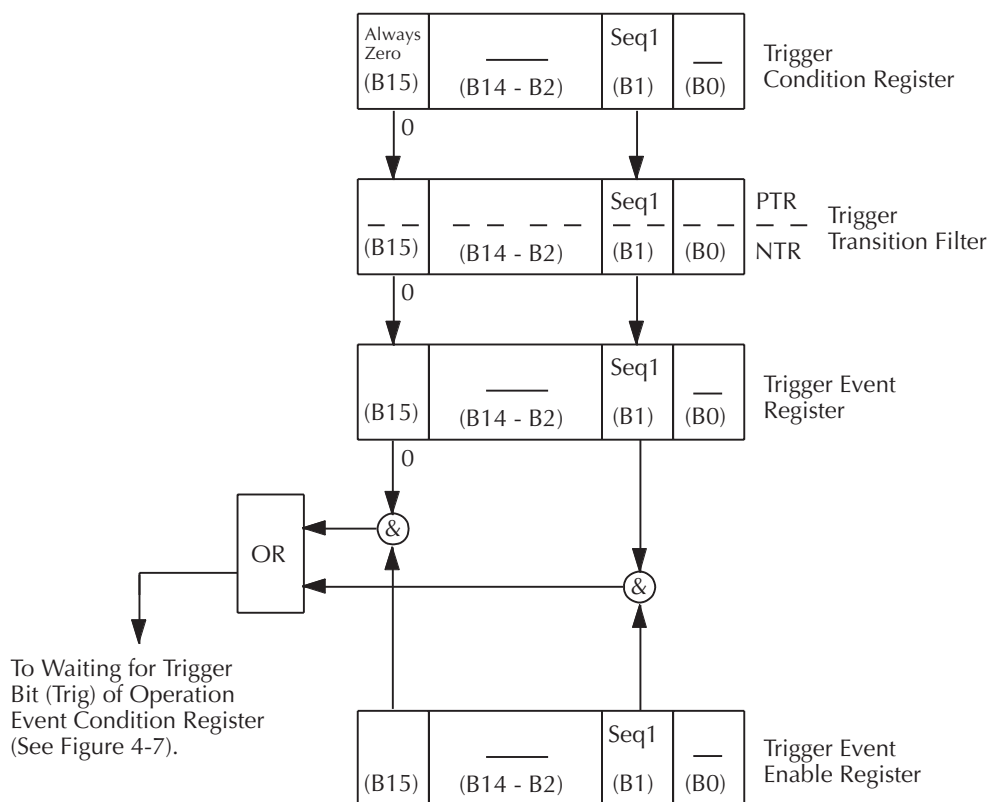 Always
Zero
(B15)
(B14 - B2)
Seq1
(B1)
(B0)
Trigger
Condition Register
0
(B15)
(B14 - B2)
Seq1
(B1)
(B0)
PTR
NTR
Trigger
Transition Filter
0
(B15)
(B14 - B2)
Seq1
(B1)
(B0)
Trigger Event
Register
0
&
OR
&
To Waiting for Trigger
Bit (Trig) of Operation
Event Condition Register
(See Figure 4-7).
(B15)
(B14 - B2)
Seq1
(B1)
(B0)
Trigger Event
Enable Register